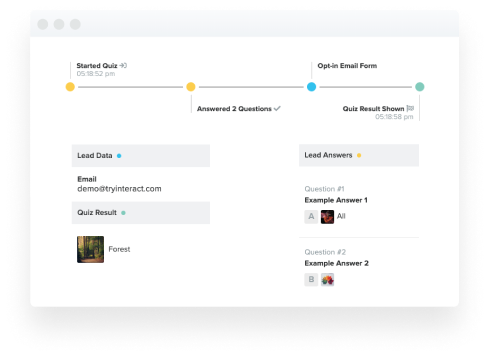 Started Quiz
05:18:52 pm
Opt-in Email Form
Answered 2 Questions
Quiz Result Shown
05:18:58 pm
Lead Data
Email
demo@tryinteract.com
Quiz Result
Forest
Lead Answers
Question #1
Example Answer 1
A All
Question #2
Example Answer 2
B